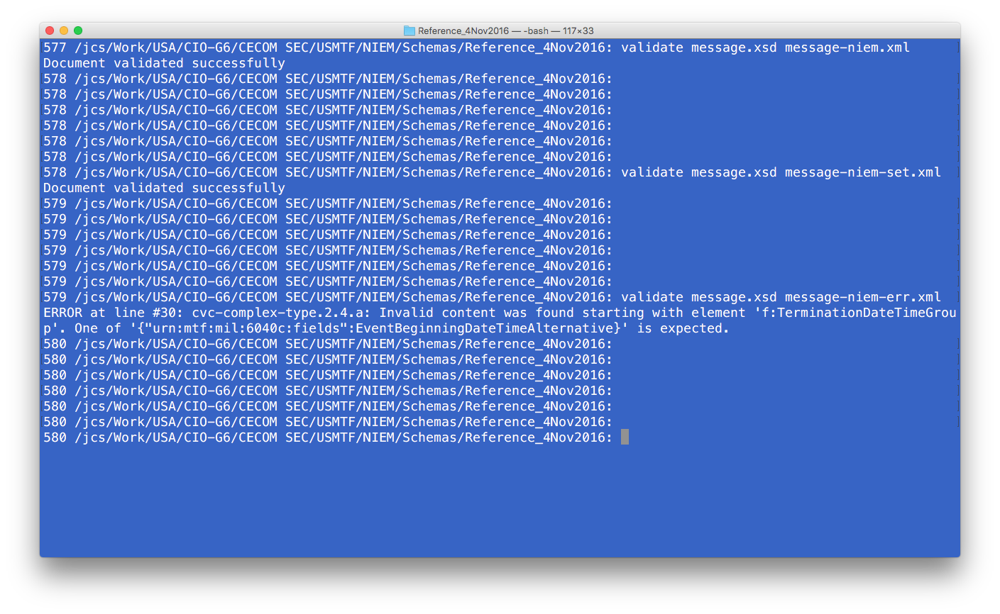 Reference_4Nov2016 — -bash — 117×33
577 /jcs/Work/USA/CIO-G6/CECOM SEC/USMTF/NIEM/Schemas/Reference_4Nov2016: validate message.xsd message-niem.xml
Document validated successfully
578 /jcs/Work/USA/CIO-G6/CECOM SEC/USMTF/NIEM/Schemas/Reference_4Nov2016:
578 /jcs/Work/USA/CIO-G6/CECOM SEC/USMTF/NIEM/Schemas/Reference_4Nov2016:
578 /jcs/Work/USA/CIO-G6/CECOM SEC/USMTF/NIEM/Schemas/Reference_4Nov2016:
578 /jcs/Work/USA/CIO-G6/CECOM SEC/USMTF/NIEM/Schemas/Reference_4Nov2016:
578 /jcs/Work/USA/CIO-G6/CECOM SEC/USMTF/NIEM/Schemas/Reference_4Nov2016:
578 /jcs/Work/USA/CIO-G6/CECOM SEC/USMTF/NIEM/Schemas/Reference_4Nov2016:
578 /jcs/Work/USA/CIO-G6/CECOM SEC/USMTF/NIEM/Schemas/Reference_4Nov2016: validate message.xsd message-niem-set.xml
Document validated successfully
579 /jcs/Work/USA/CIO-G6/CECOM SEC/USMTF/NIEM/Schemas/Reference_4Nov2016:
579 /jcs/Work/USA/CIO-G6/CECOM SEC/USMTF/NIEM/Schemas/Reference_4Nov2016:
579 /jcs/Work/USA/CIO-G6/CECOM SEC/USMTF/NIEM/Schemas/Reference_4Nov2016:
579 /jcs/Work/USA/CIO-G6/CECOM SEC/USMTF/NIEM/Schemas/Reference_4Nov2016:
579 /jcs/Work/USA/CIO-G6/CECOM SEC/USMTF/NIEM/Schemas/Reference_4Nov2016:
579 /jcs/Work/USA/CIO-G6/CECOM SEC/USMTF/NIEM/Schemas/Reference_4Nov2016:
579 /jcs/Work/USA/CIO-G6/CECOM SEC/USMTF/NIEM/Schemas/Reference_4Nov2016: validate message.xsd message-niem-err.xml
ERROR at line #30: cvc-complex-type.2.4.a: Invalid content was found starting with element 'f:TerminationDateTimeGrou
p'. One of '{"urn:mtf:mil:6040c:fields":EventBeginningDateTimeAlternative}' is expected.
580 /jcs/Work/USA/CIO-G6/CECOM SEC/USMTF/NIEM/Schemas/Reference_4Nov2016:
580 /jcs/Work/USA/CIO-G6/CECOM SEC/USMTF/NIEM/Schemas/Reference_4Nov2016:
580 /jcs/Work/USA/CIO-G6/CECOM SEC/USMTF/NIEM/Schemas/Reference_4Nov2016:
580 /jcs/Work/USA/CIO-G6/CECOM SEC/USMTF/NIEM/Schemas/Reference_4Nov2016:
580 /jcs/Work/USA/CIO-G6/CECOM SEC/USMTF/NIEM/Schemas/Reference_4Nov2016:
580 /jcs/Work/USA/CIO-G6/CECOM SEC/USMTF/NIEM/Schemas/Reference_4Nov2016:
580 /jcs/Work/USA/CIO-G6/CECOM SEC/USMTF/NIEM/Schemas/Reference_4Nov2016: